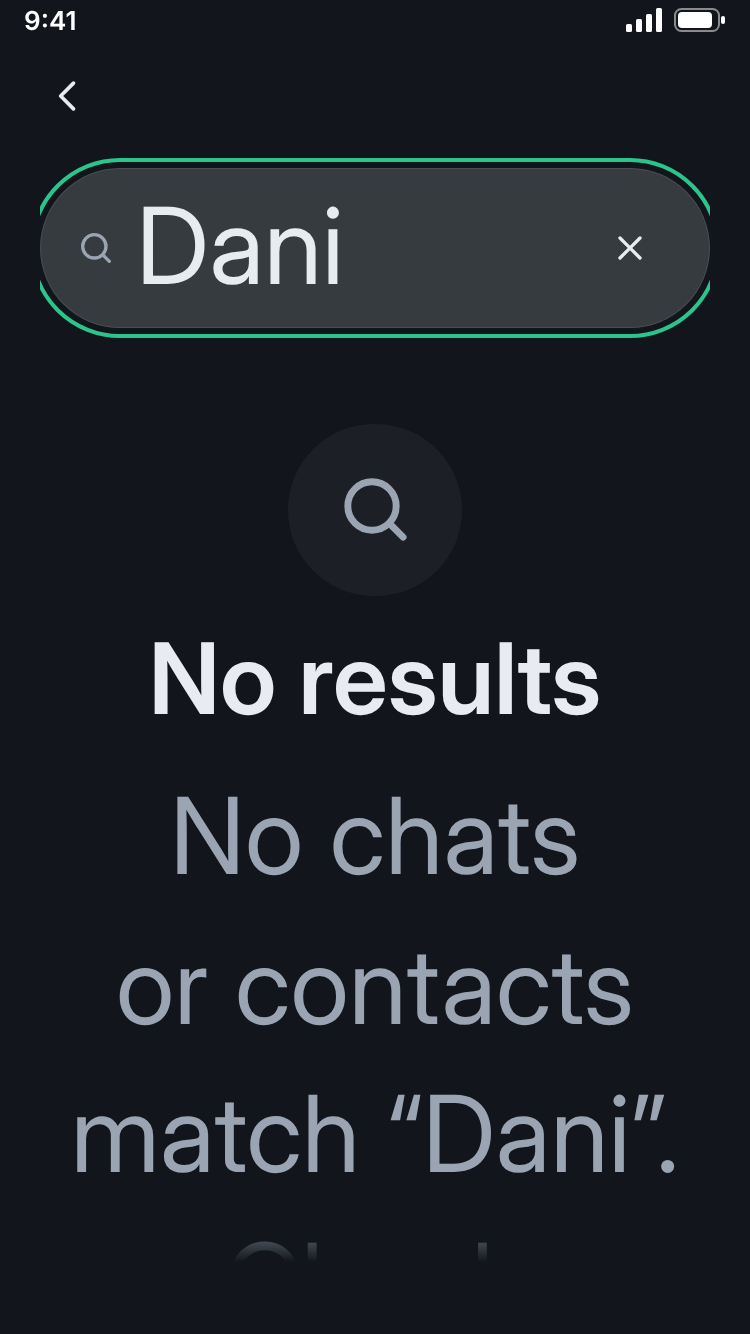 9:41
Dani
No results
No chats
or contacts
match “Dani”.